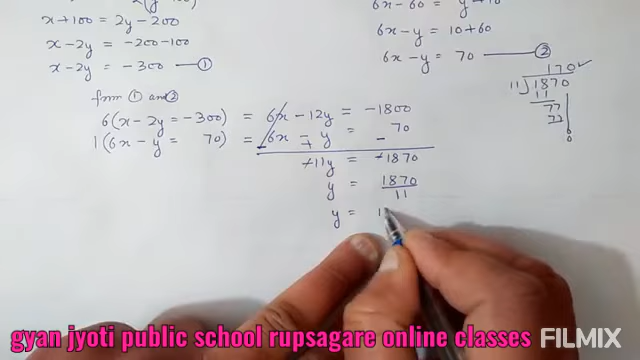 x+100 = 2y-200
x-2y = -200-100
x-2y = -300 —①
6x-60 = y+10
6x-y = 10+60
6x-y = 70 —②
170✓
11)1870
11
77
77
0
0
from ① and ②
6(x-2y = -300) = 6x-12y = -1800
1(6x-y = 70) = 6x-y = 70
- + -
+11y = +1870
y = 1870/11
y = 1
gyan jyoti public school rupsagare online classes
FILMIX